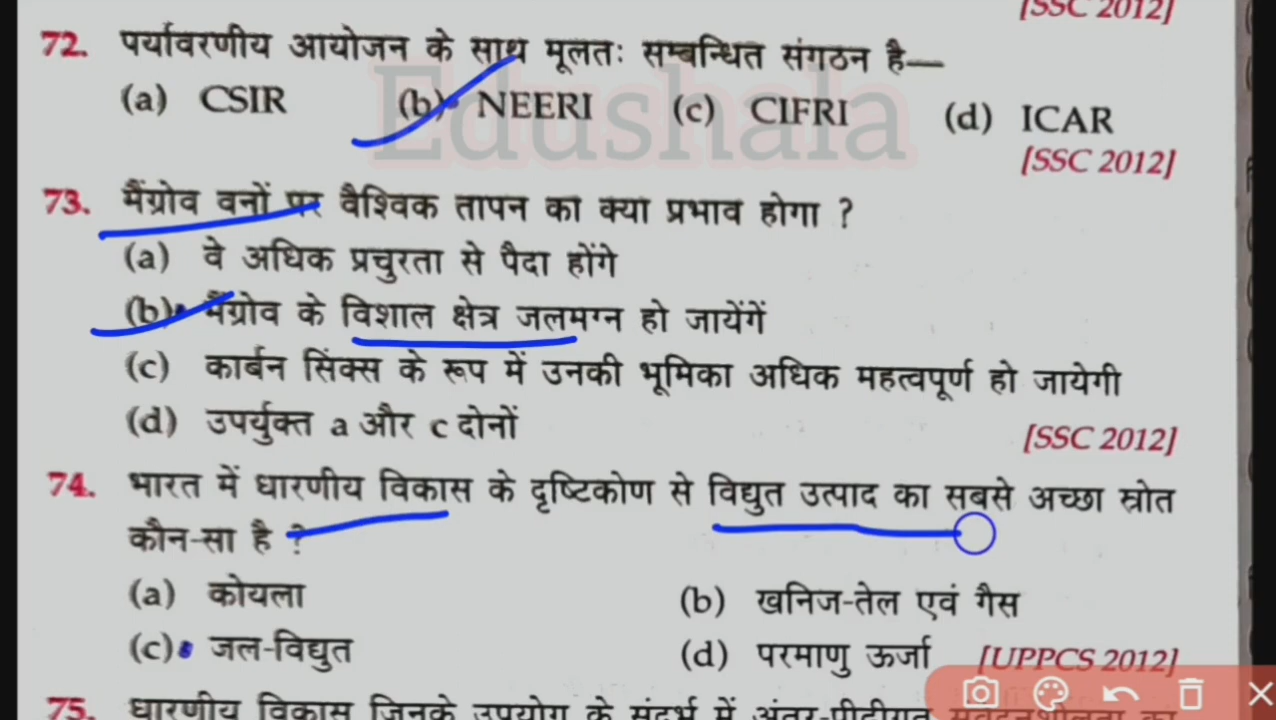 [SSC 2012]
72. पर्यावरणीय आयोजन के साथ मूलतः सम्बन्धित संगठन है—
(a) CSIR (b) NEERI (c) CIFRI (d) ICAR
Edushala
[SSC 2012]
73. मैंग्रोव वनों पर वैश्विक तापन का क्या प्रभाव होगा ?
(a) वे अधिक प्रचुरता से पैदा होंगे
(b) मैंग्रोव के विशाल क्षेत्र जलमग्न हो जायेंगें
(c) कार्बन सिंक्स के रूप में उनकी भूमिका अधिक महत्वपूर्ण हो जायेगी
(d) उपर्युक्त a और c दोनों [SSC 2012]
74. भारत में धारणीय विकास के दृष्टिकोण से विद्युत उत्पाद का सबसे अच्छा स्रोत
कौन-सा है ?
(a) कोयला (b) खनिज-तेल एवं गैस
(c) जल-विद्युत (d) परमाणु ऊर्जा [UPPCS 2012]
75. धारणीय विकास जिनके उपयोग के संदर्भ में अंतर-पीढ़ीगत संवेदनशीलता का